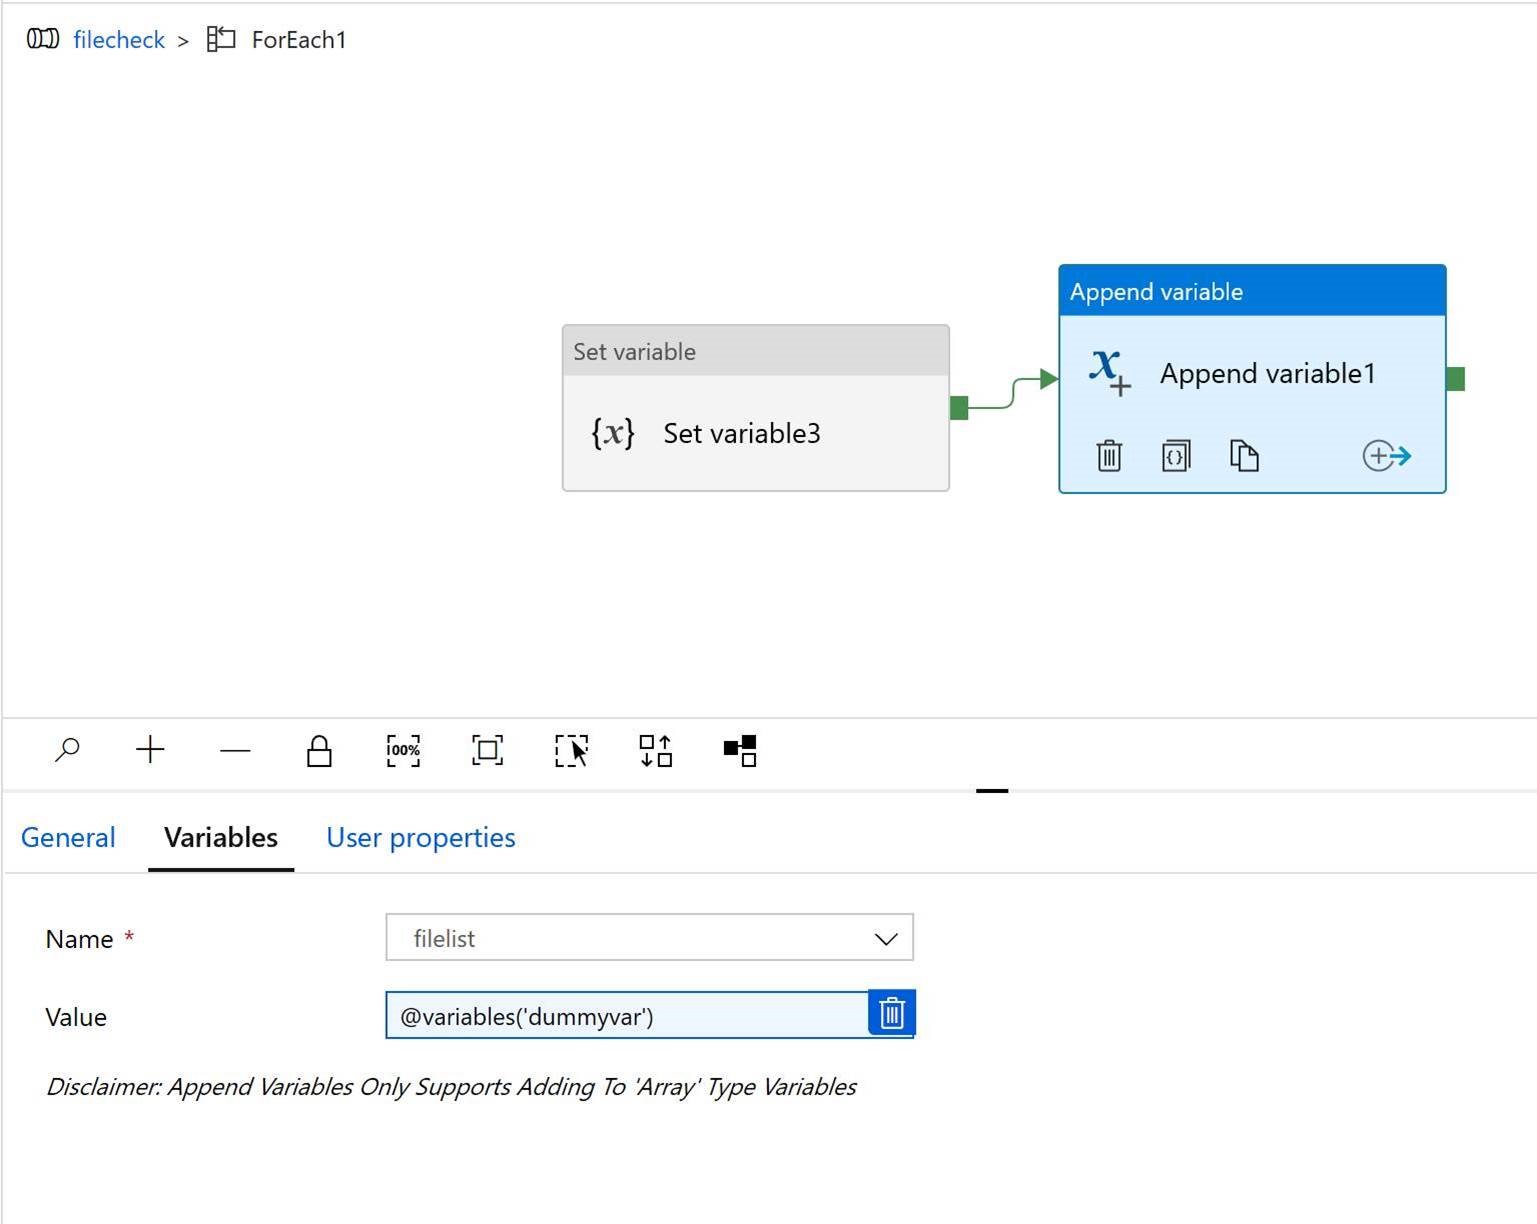 filecheck > ForEach1
Append variable
Set variable
x+ Append variable1
{x} Set variable3
{}
100%
General Variables User properties
Name * filelist
Value @variables('dummyvar')
Disclaimer: Append Variables Only Supports Adding To 'Array' Type Variables